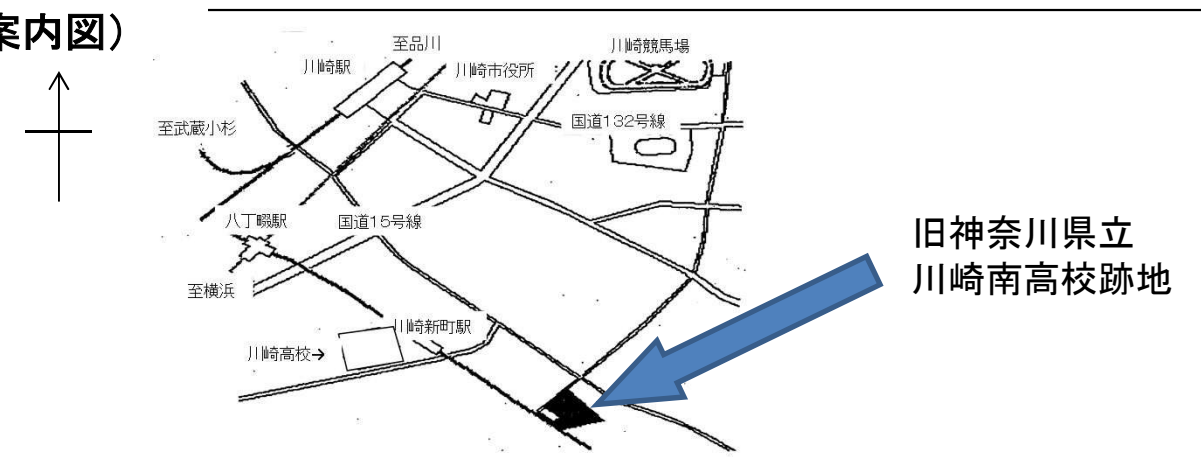 案内図）
至品川
川崎競馬場
川崎駅
川崎市役所
至武蔵小杉
国道132号線
八丁畷駅
国道15号線
旧神奈川県立
川崎南高校跡地
至横浜
川崎新町駅
川崎高校→